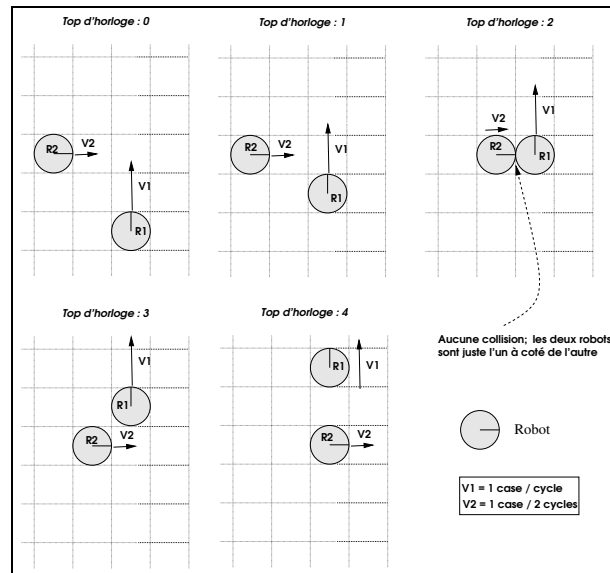 Top d'horloge : 0
Top d'horloge : 1
Top d'horloge : 2
R2
V2
V1
R1
R2
V2
V1
R1
V2
R2
V1
R1
Aucune collision; les deux robots
sont juste l'un à coté de l'autre
Top d'horloge : 3
Top d'horloge : 4
V1
R1
R2
V2
R1
V1
R2
V2
Robot
V1 = 1 case / cycle
V2 = 1 case / 2 cycles